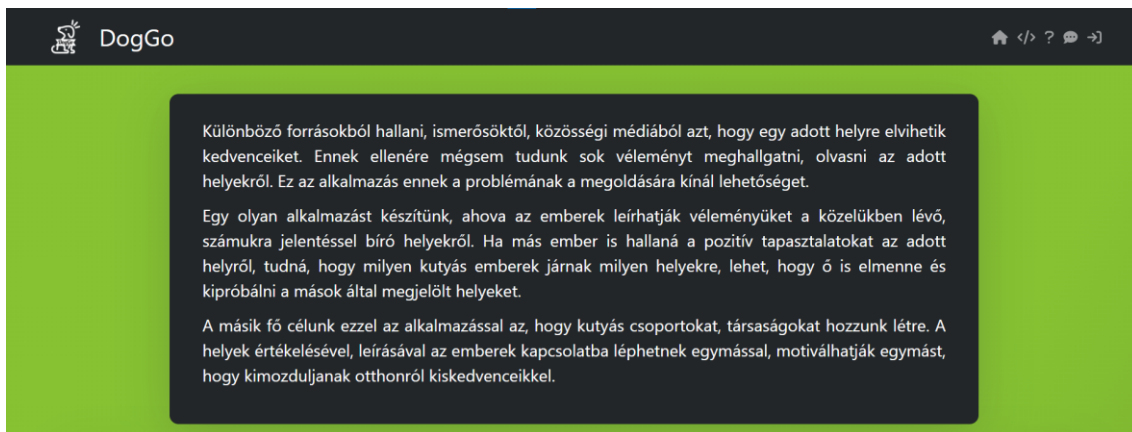 DogGo
</> ?
Különböző forrásokból hallani, ismerősöktől, közösségi médiából azt, hogy egy adott helyre elvihetik
kedvenceiket. Ennek ellenére mégsem tudunk sok véleményt meghallgatni, olvasni az adott
helyekről. Ez az alkalmazás ennek a problémának a megoldására kínál lehetőséget.
Egy olyan alkalmazást készítünk, ahova az emberek leírhatják véleményüket a közelükben lévő,
számukra jelentéssel bíró helyekről. Ha más ember is hallaná a pozitív tapasztalatokat az adott
helyről, tudná, hogy milyen kutyás emberek járnak milyen helyekre, lehet, hogy ő is elmenne és
kipróbálni a mások által megjelölt helyeket.
A másik fő célunk ezzel az alkalmazással az, hogy kutyás csoportokat, társaságokat hozzunk létre. A
helyek értékelésével, leírásával az emberek kapcsolatba léphetnek egymással, motiválhatják egymást,
hogy kimozduljanak otthonról kiskedvenceikkel.